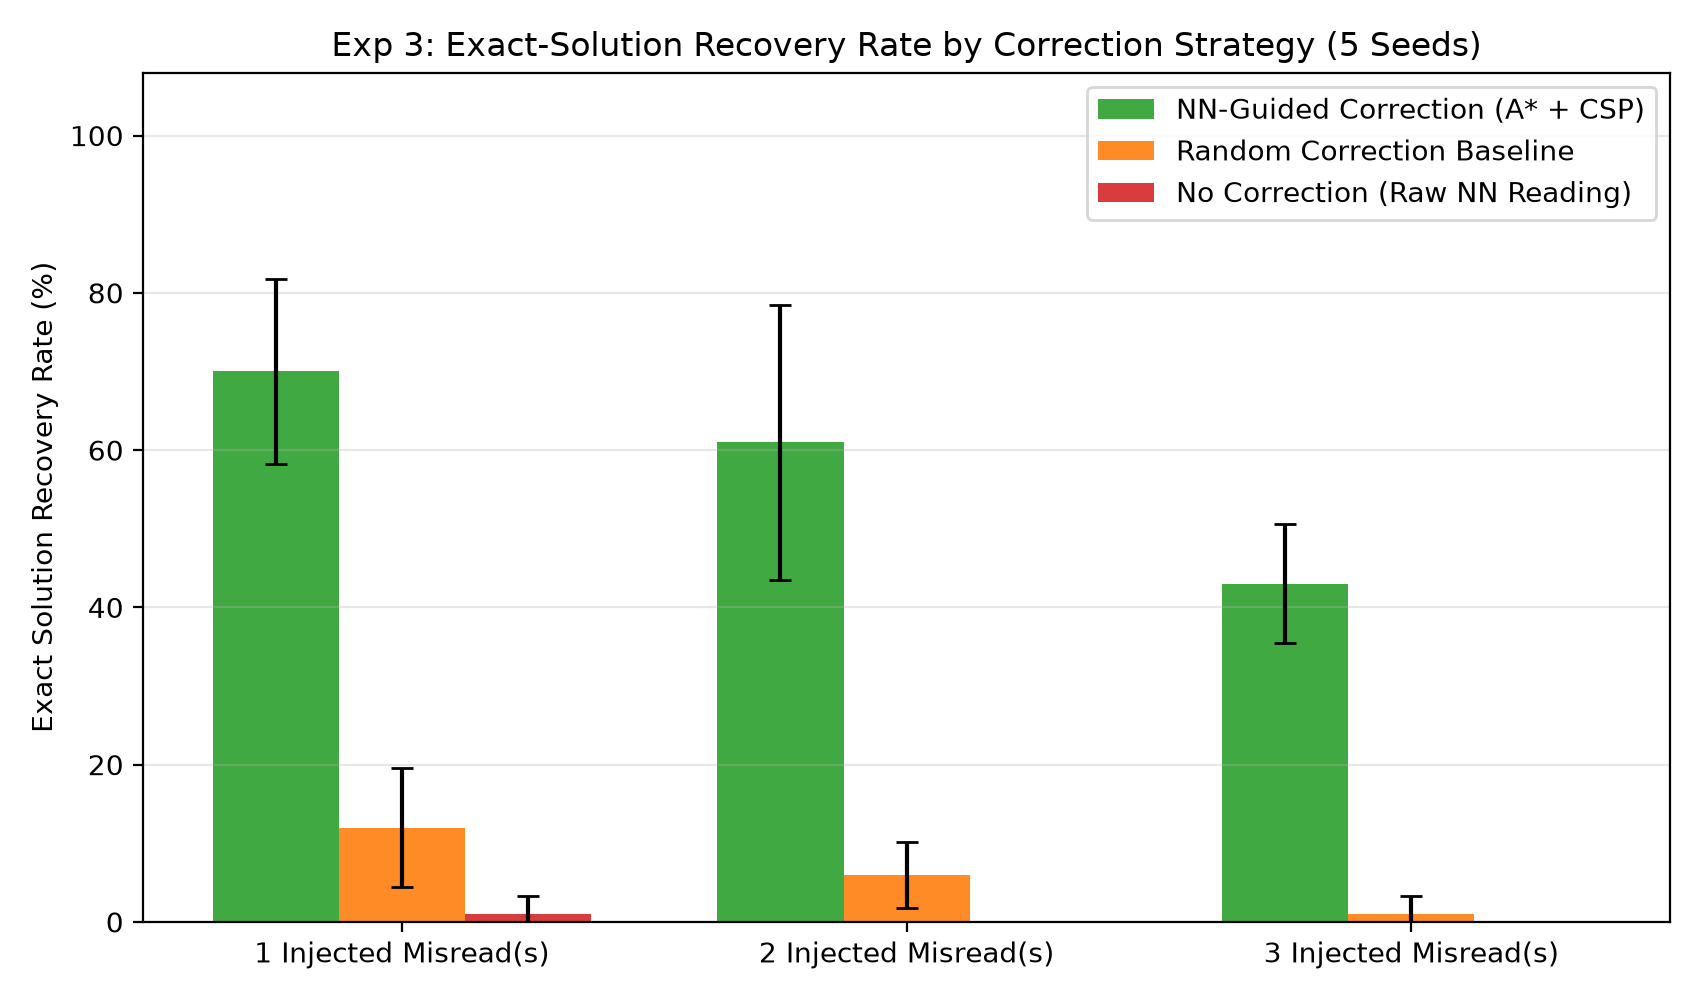 Exp 3: Exact-Solution Recovery Rate by Correction Strategy (5 Seeds)
NN-Guided Correction (A* + CSP)
Random Correction Baseline
No Correction (Raw NN Reading)
Exact Solution Recovery Rate (%)
100
80
60
40
20
0
1 Injected Misread(s)
2 Injected Misread(s)
3 Injected Misread(s)